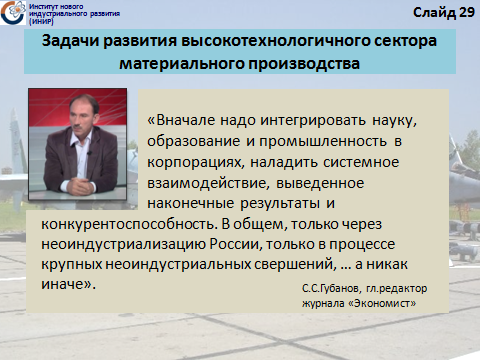 Институт нового
индустриального развития
(ИНИР)
Слайд 29
Задачи развития высокотехнологичного сектора
материального производства
«Вначале надо интегрировать науку,
образование и промышленность в
корпорациях, наладить системное
взаимодействие, выведенное
наконечные результаты и
конкурентоспособность. В общем, только через
неоиндустриализацию России, только в процессе
крупных неоиндустриальных свершений, … а никак
иначе».
С.С.Губанов, гл.редактор
журнала «Экономист»